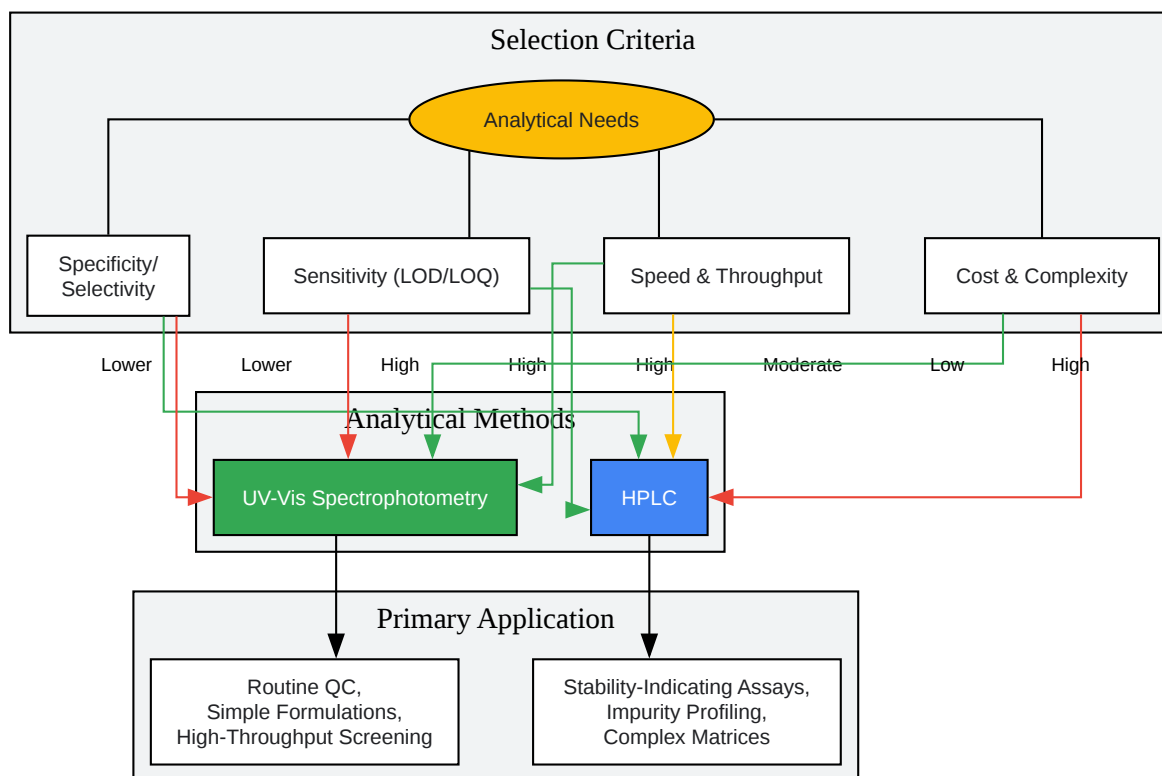 Selection Criteria
Analytical Needs
Specificity/
Selectivity
Sensitivity (LOD/LOQ)
Speed & Throughput
Cost & Complexity
Lower
Lower
High
High
High
Moderate
Low
High
Analytical Methods
UV-Vis Spectrophotometry
HPLC
Primary Application
Routine QC,
Simple Formulations,
High-Throughput Screening
Stability-Indicating Assays,
Impurity Profiling,
Complex Matrices